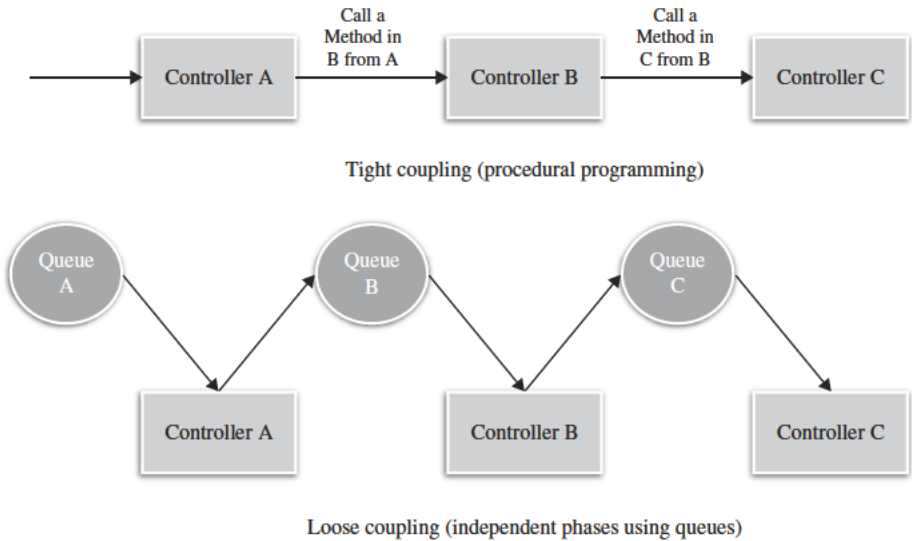 Call a
Method in
B from A
Call a
Method in
C from B
Controller A
Controller B
Controller C
Tight coupling (procedural programming)
Queue
A
Queue
B
Queue
C
Controller A
Controller B
Controller C
Loose coupling (independent phases using queues)